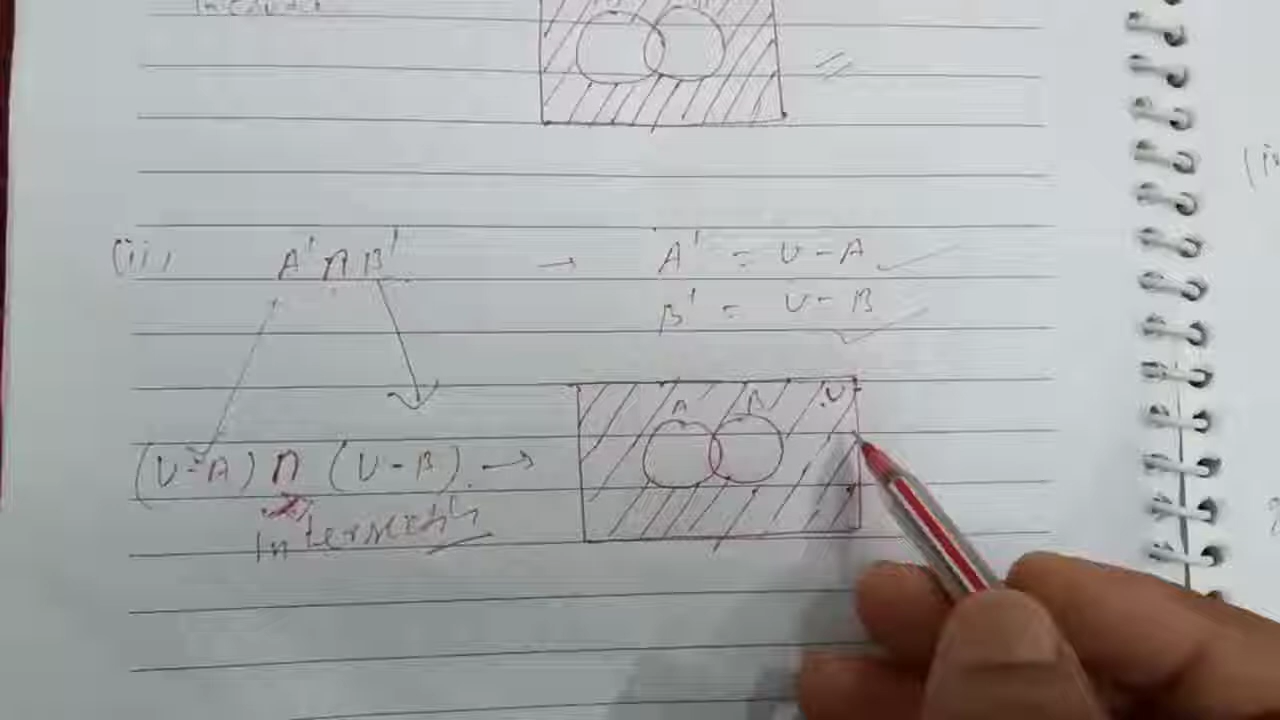 (ii) A' ∩ B' → A' = U - A
B' = U - B
A B U
(U - A) ∩ (U - B) →
Intersection